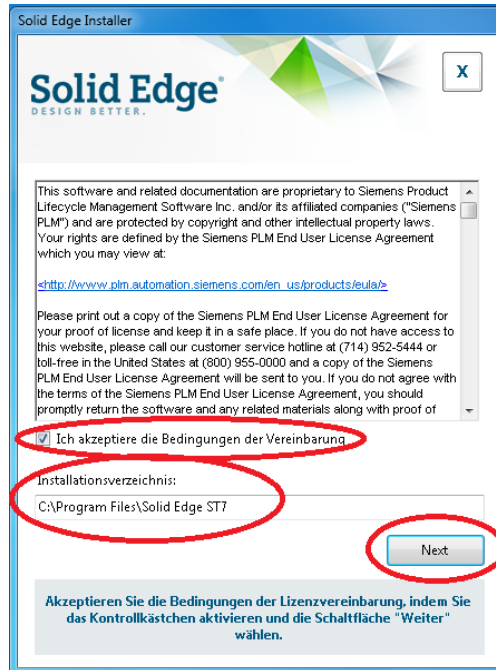 Solid Edge Installer
Solid Edge®
DESIGN BETTER.
X
This software and related documentation are proprietary to Siemens Product
Lifecycle Management Software Inc. and/or its affiliated companies ("Siemens
PLM") and are protected by copyright and other intellectual property laws.
Your rights are defined by the Siemens PLM End User License Agreement
which you may view at:
<http://www.plm.automation.siemens.com/en_us/products/eula/>
Please print out a copy of the Siemens PLM End User License Agreement for
your proof of license and keep it in a safe place. If you do not have access to
this website, please call our customer service hotline at (714) 952-5444 or
toll-free in the United States at (800) 955-0000 and a copy of the Siemens
PLM End User License Agreement will be sent to you. If you do not agree with
the terms of the Siemens PLM End User License Agreement, you should
promptly return the software and any related materials along with proof of
Ich akzeptiere die Bedingungen der Vereinbarung
Installationsverzeichnis:
C:\Program Files\Solid Edge ST7
Next
Akzeptieren Sie die Bedingungen der Lizenzvereinbarung, indem Sie
das Kontrollkästchen aktivieren und die Schaltfläche "Weiter"
wählen.